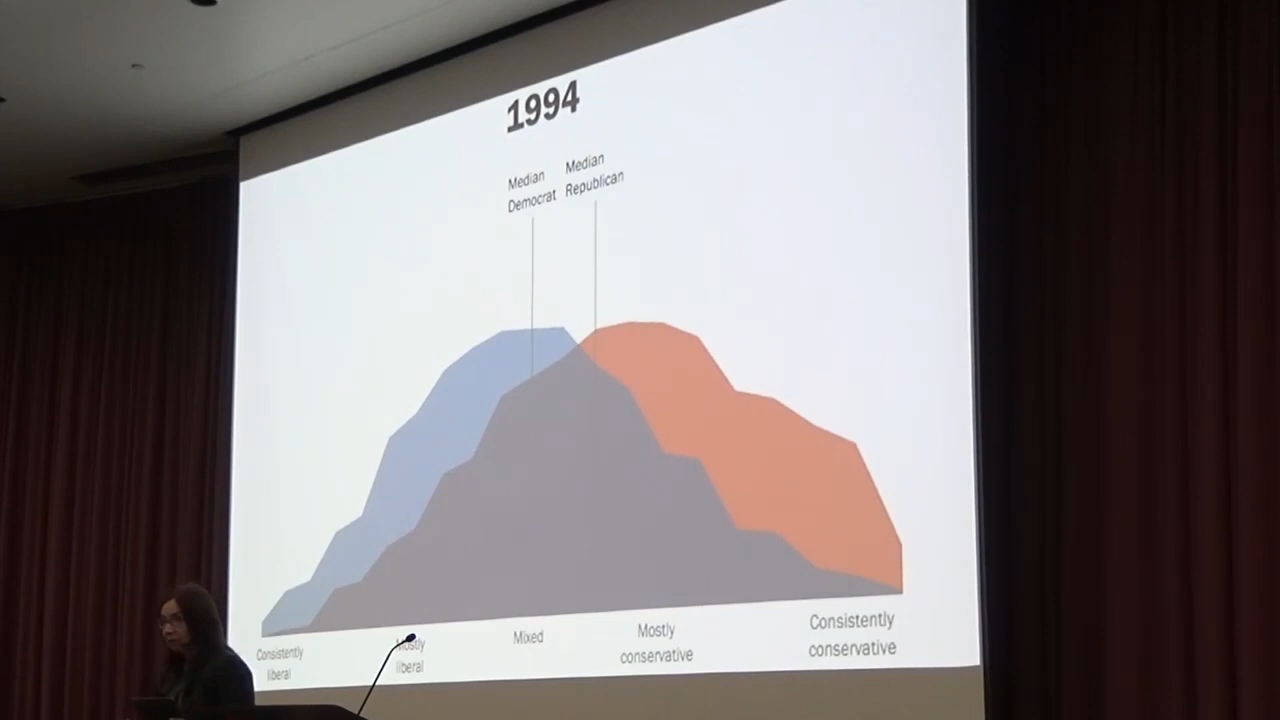 1994
Median
Democrat
Median
Republican
Consistently
liberal
Mostly
liberal
Mixed
Mostly
conservative
Consistently
conservative